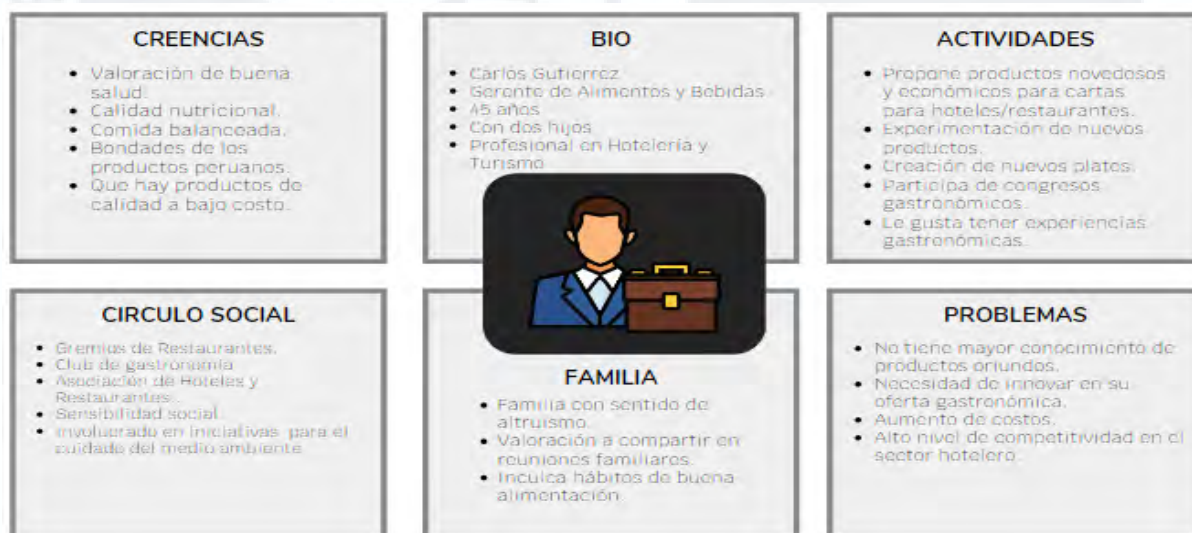 CREENCIAS
Valoración de buena
salud.
Calidad nutricional.
Comida balanceada.
Bondades de los
productos peruanos.
Que hay productos de
calidad a bajo costo.
BIO
Carlos Gutierrez
Gerente de Alimentos y Bebidas
45 años
Con dos hijos
Profesional en Hotelería y
Turismo
ACTIVIDADES
Propone productos novedosos
y económicos para cartas
para hoteles/restaurantes.
Experimentación de nuevos
productos.
Creación de nuevos platos.
Participa de congresos
gastronómicos.
Le gusta tener experiencias
gastronómicas.
CIRCULO SOCIAL
Gremios de Restaurantes.
Club de gastronomía
Asociación de Hoteles y
Restaurantes.
Sensibilidad social.
Involucrado en iniciativas para el
cuidado del medio ambiente
FAMILIA
Familia con sentido de
altruismo.
Valoración a compartir en
reuniones familiares.
Inculca hábitos de buena
alimentación
PROBLEMAS
No tiene mayor conocimiento de
productos oriundos.
Necesidad de innovar en su
oferta gastronómica.
Aumento de costos.
Alto nivel de competitividad en el
sector hotelero.